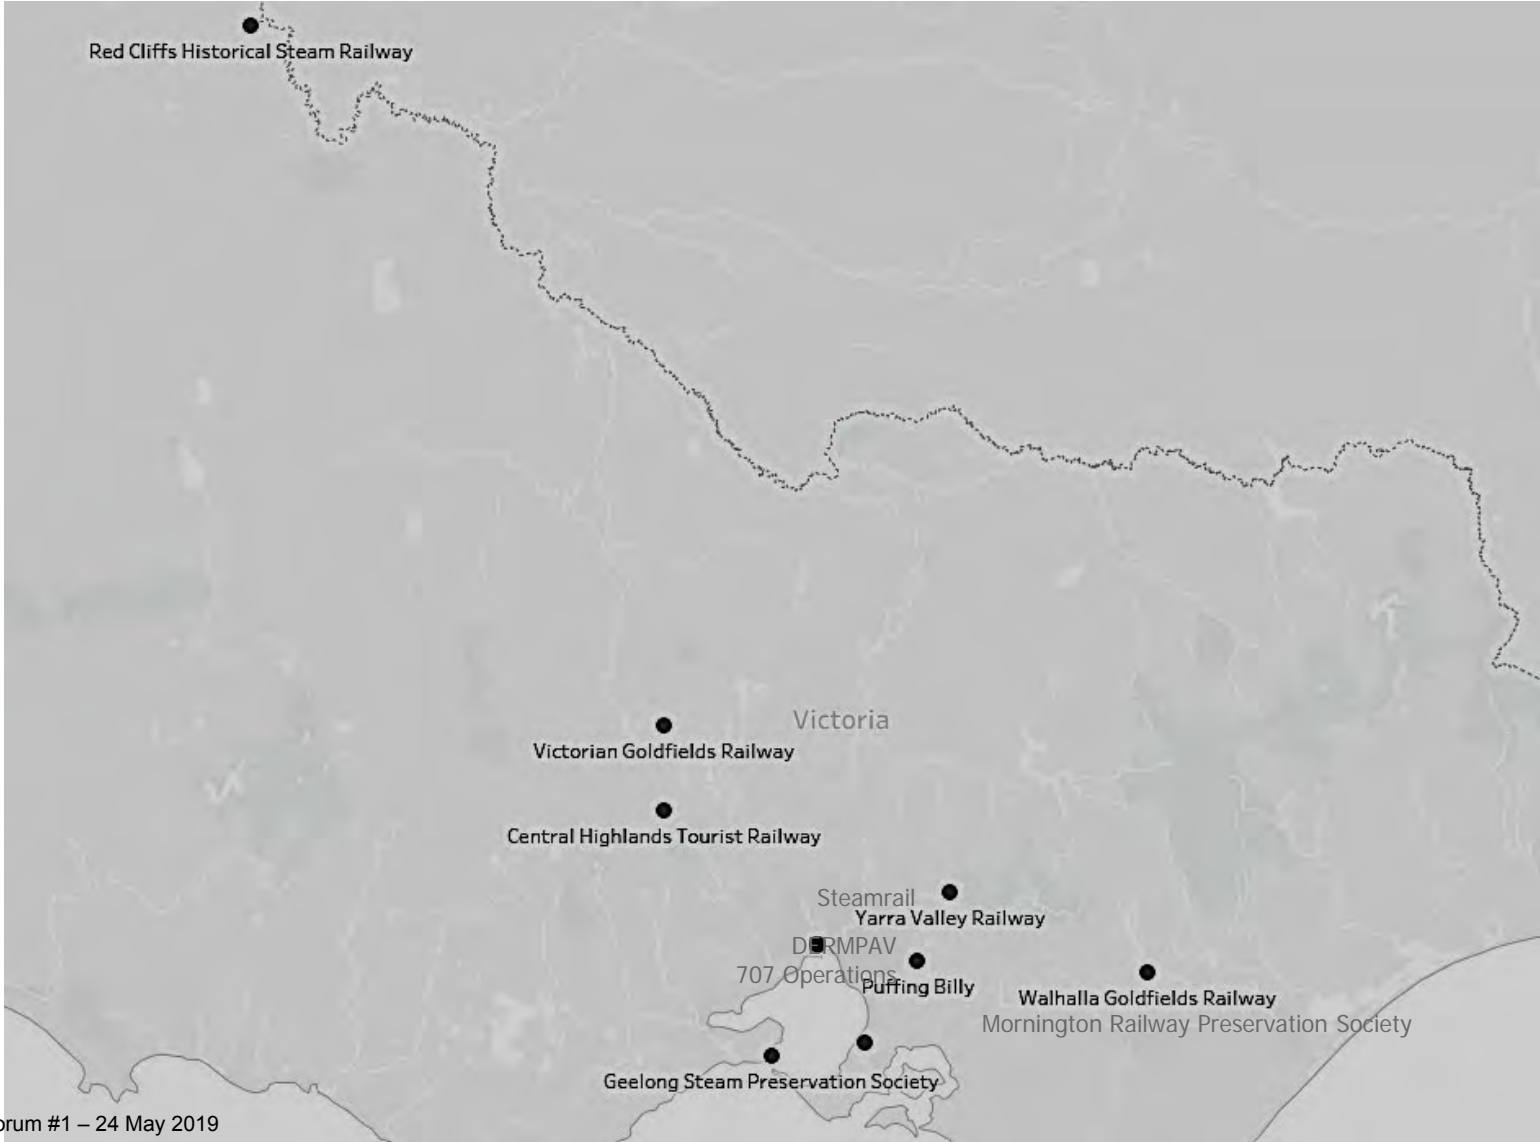 Red Cliffs Historical Steam Railway
Victoria
Victorian Goldfields Railway
Central Highlands Tourist Railway
Steamrail
Yarra Valley Railway
DERMPAV
707 Operations
Puffing Billy
Walhalla Goldfields Railway
Mornington Railway Preservation Society
Geelong Steam Preservation Society
orum #1 – 24 May 2019